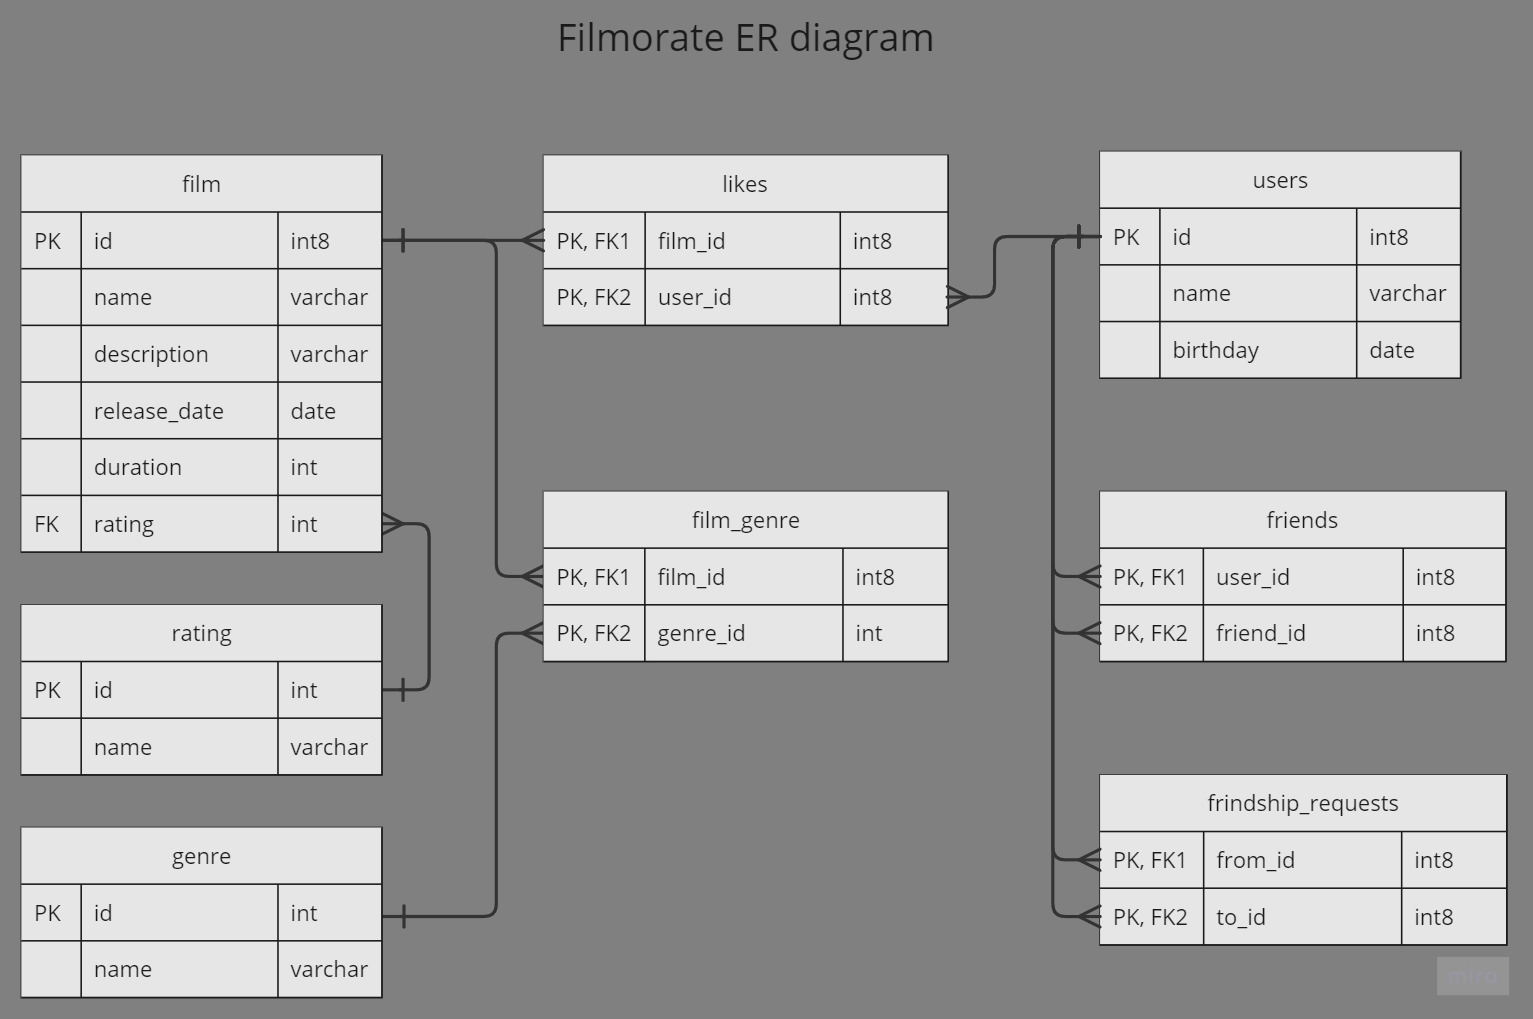 Filmorate ER diagram
film
PK id int8
name varchar
description varchar
release_date date
duration int
FK rating int
rating
PK id int
name varchar
genre
PK id int
name varchar
likes
PK, FK1 film_id int8
PK, FK2 user_id int8
film_genre
PK, FK1 film_id int8
PK, FK2 genre_id int
users
PK id int8
name varchar
birthday date
friends
PK, FK1 user_id int8
PK, FK2 friend_id int8
frindship_requests
PK, FK1 from_id int8
PK, FK2 to_id int8
miro